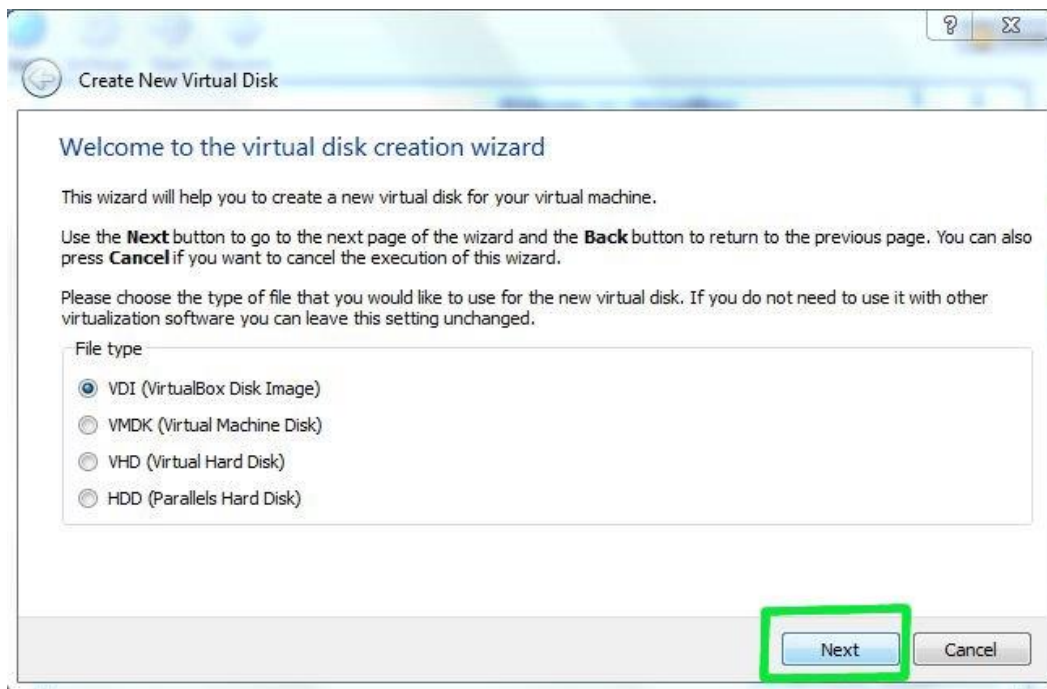 Create New Virtual Disk
Welcome to the virtual disk creation wizard
This wizard will help you to create a new virtual disk for your virtual machine.
Use the Next button to go to the next page of the wizard and the Back button to return to the previous page. You can also
press Cancel if you want to cancel the execution of this wizard.
Please choose the type of file that you would like to use for the new virtual disk. If you do not need to use it with other
virtualization software you can leave this setting unchanged.
File type
VDI (VirtualBox Disk Image)
VMDK (Virtual Machine Disk)
VHD (Virtual Hard Disk)
HDD (Parallels Hard Disk)
Next Cancel